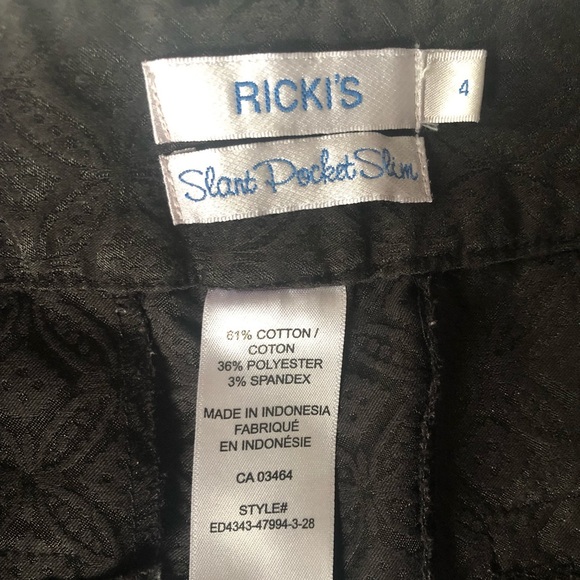 RICKI'S
4
Slant Pocket Slim
61% COTTON /
COTON
36% POLYESTER
3% SPANDEX
MADE IN INDONESIA
FABRIQUÉ
EN INDONÉSIE
CA 03464
STYLE#
ED4343-47994-3-28